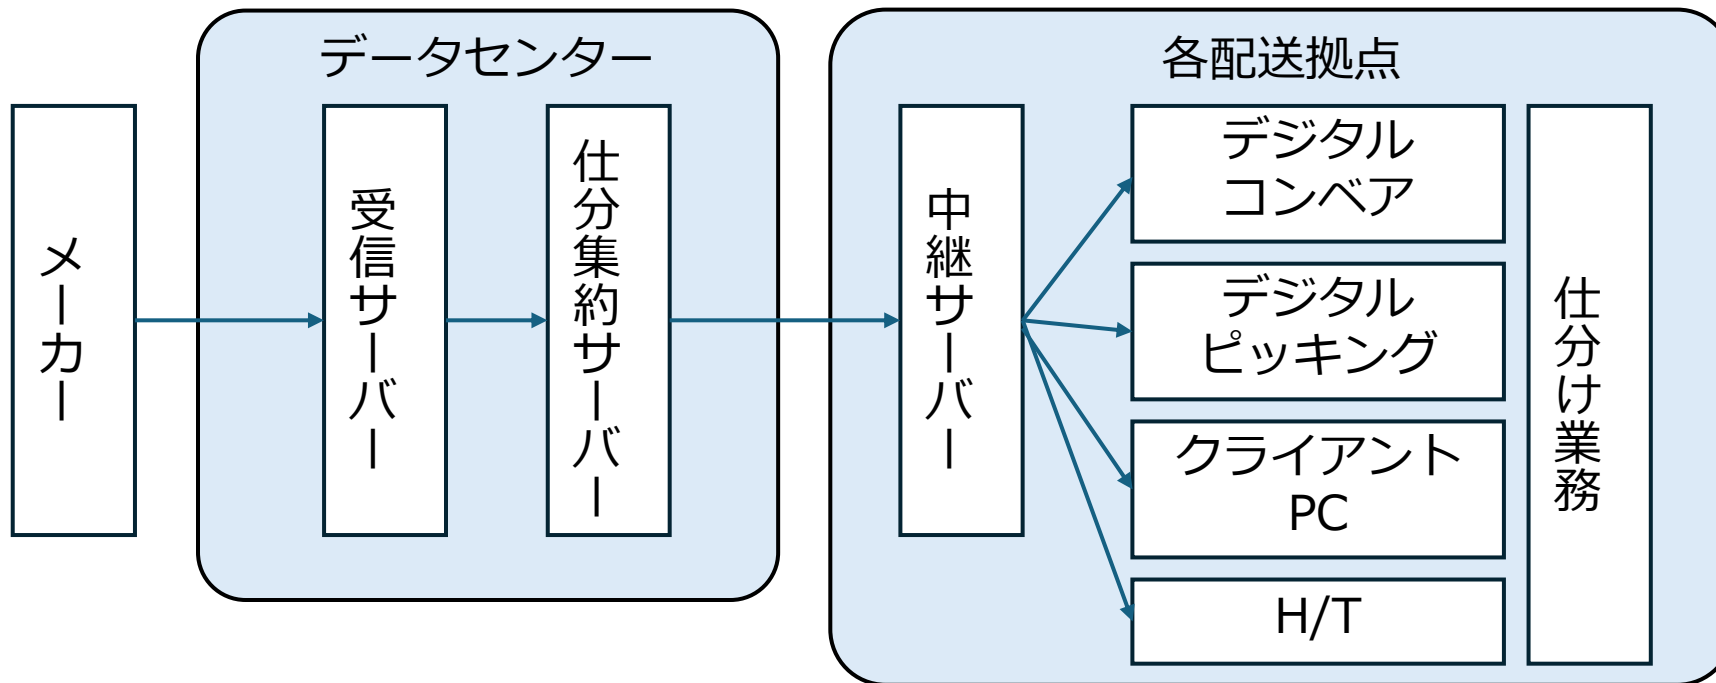 データセンター
各配送拠点
メーカー
受信サーバー
仕分集約サーバー
中継サーバー
デジタル
コンベア
デジタル
ピッキング
クライアント
PC
H/T
仕分け業務